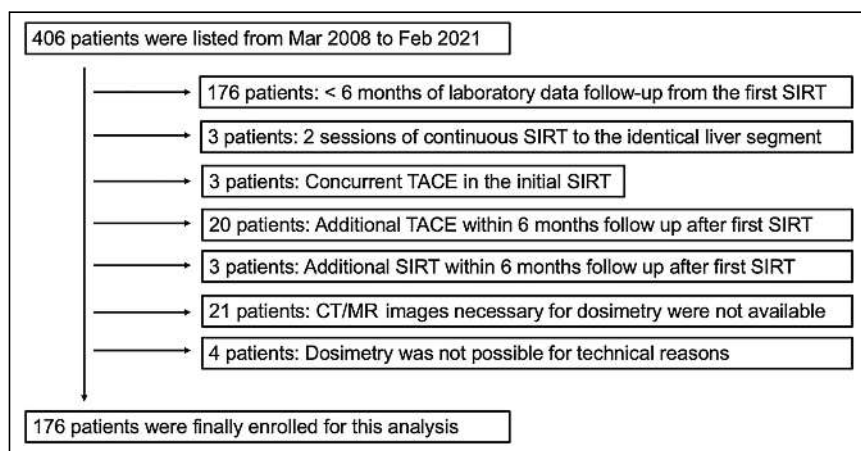 406 patients were listed from Mar 2008 to Feb 2021
176 patients: < 6 months of laboratory data follow-up from the first SIRT
3 patients: 2 sessions of continuous SIRT to the identical liver segment
3 patients: Concurrent TACE in the initial SIRT
20 patients: Additional TACE within 6 months follow up after first SIRT
3 patients: Additional SIRT within 6 months follow up after first SIRT
21 patients: CT/MR images necessary for dosimetry were not available
4 patients: Dosimetry was not possible for technical reasons
176 patients were finally enrolled for this analysis